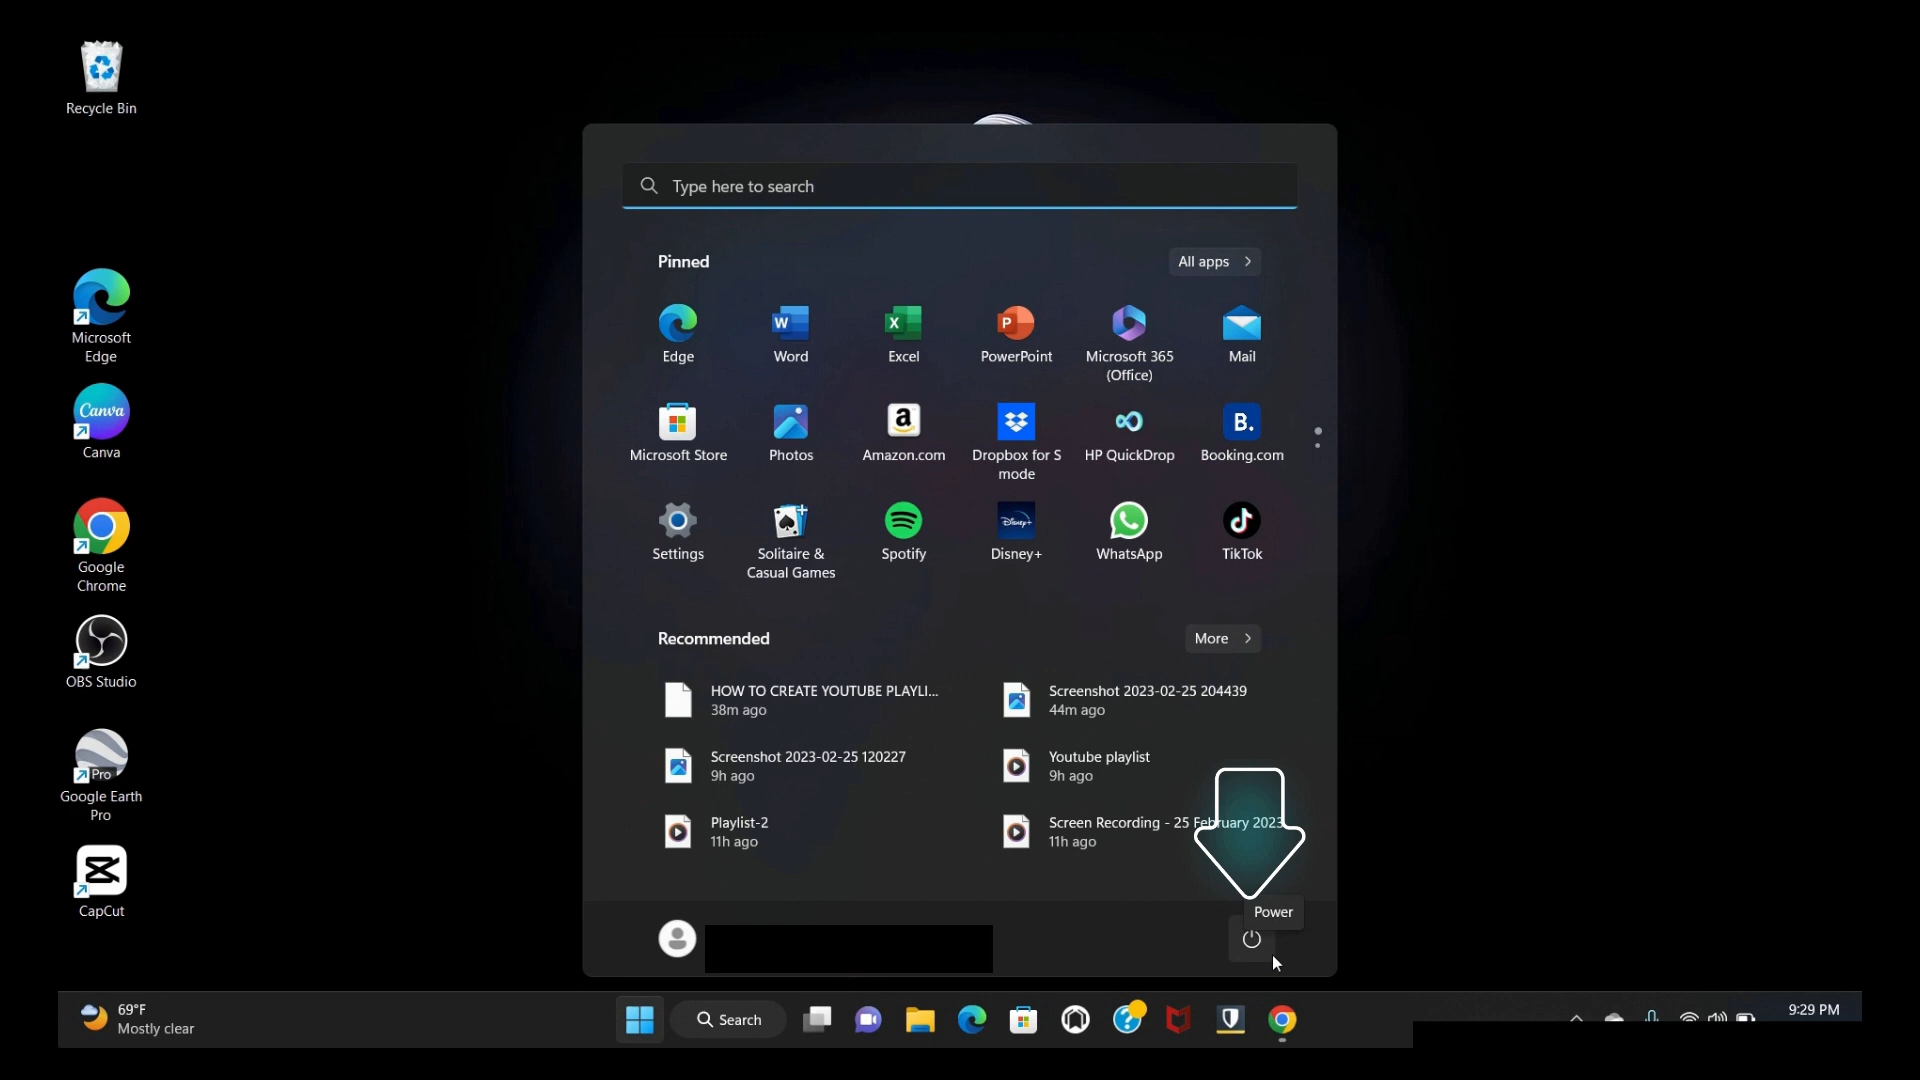 Recycle Bin
Microsoft
Edge
Canva
Canva
Google
Chrome
OBS Studio
Pro
Google Earth
Pro
CapCut
Type here to search
Pinned
All apps
Edge
W
Word
X
Excel
P
PowerPoint
Microsoft 365
(Office)
Mail
Microsoft Store
Photos
a
Amazon.com
Dropbox for S
mode
HP QuickDrop
B.
Booking.com
Settings
Solitaire &
Casual Games
Spotify
Disney+
Disney+
WhatsApp
TikTok
Recommended
More
HOW TO CREATE YOUTUBE PLAYLI...
38m ago
Screenshot 2023-02-25 204439
44m ago
Screenshot 2023-02-25 120227
9h ago
Youtube playlist
9h ago
Playlist-2
11h ago
Screen Recording - 25 February 2023
11h ago
Power
69°F
Mostly clear
Search
9:29 PM